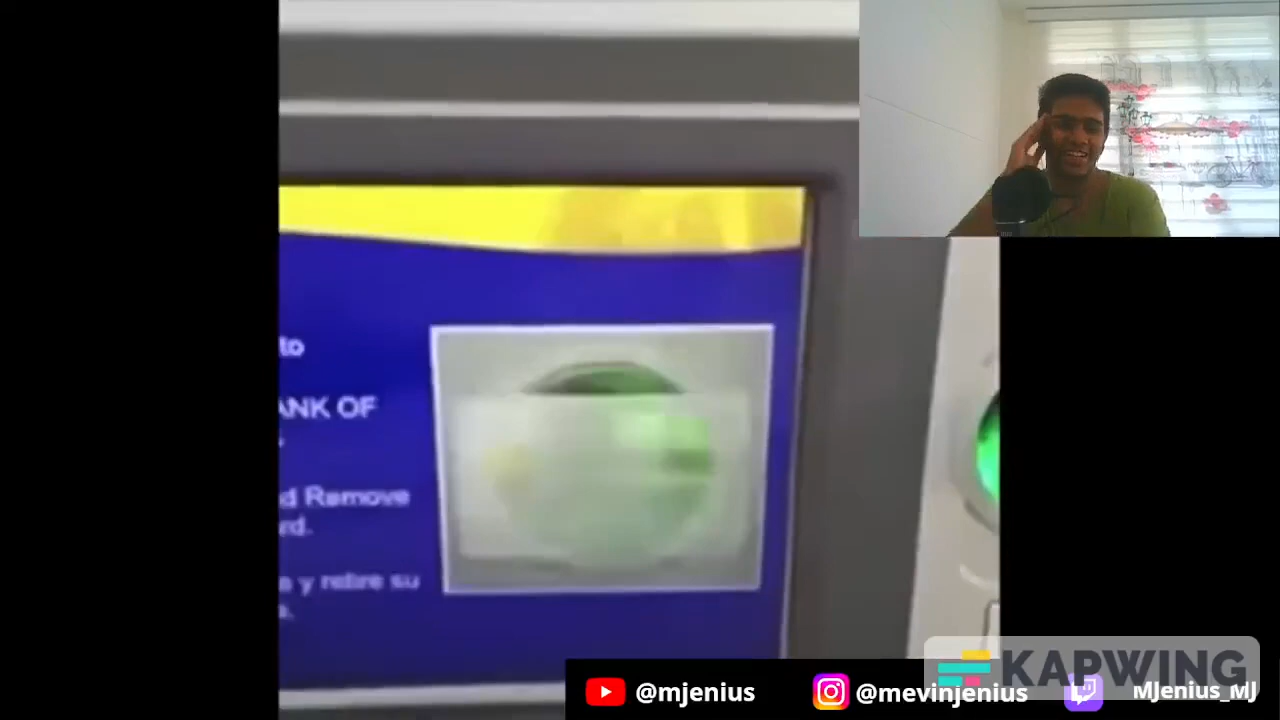 to
ANK OF
d Remove
rd.
y retire su
@mjenius
@mevinjenius
MJenius_MJ
KAPWING